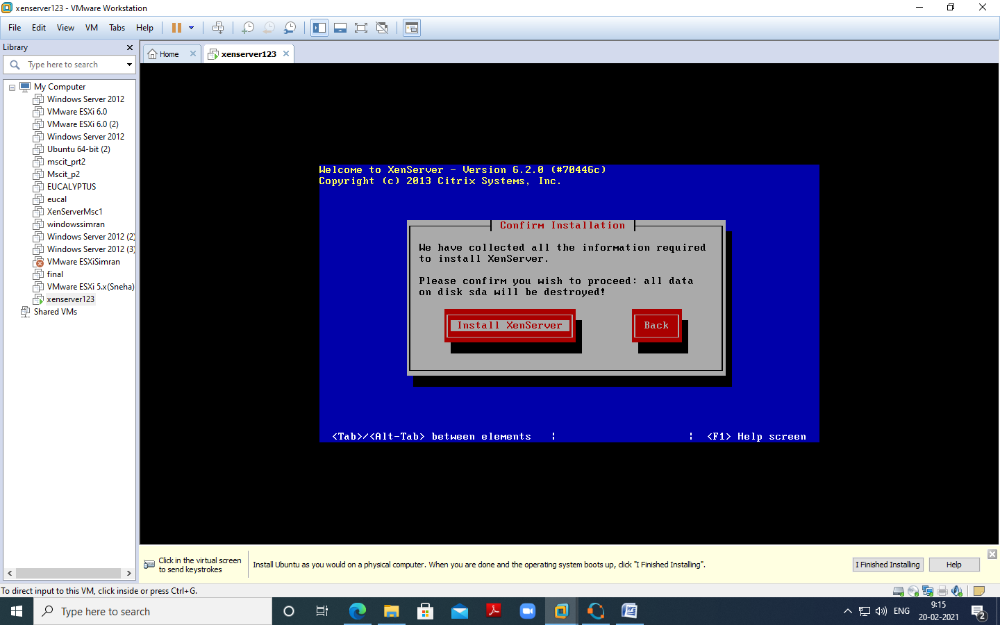 xenserver123 - VMware Workstation
File Edit View VM Tabs Help
Library
Type here to search
My Computer
Windows Server 2012
VMware ESXi 6.0
VMware ESXi 6.0 (2)
Windows Server 2012
Ubuntu 64-bit (2)
mscit_prt2
Mscit_p2
EUCALYPTUS
eucal
XenServerMsc1
windowssimran
Windows Server 2012 (2)
Windows Server 2012 (3)
VMware ESXiSimran
final
VMware ESXi 5.x(Sneha)
xenserver123
Shared VMs
Home
xenserver123
Welcome to XenServer - Version 6.2.0 (#70446c)
Copyright (c) 2013 Citrix Systems, Inc.
Confirm Installation
We have collected all the information required
to install XenServer.
Please confirm you wish to proceed: all data
on disk sda will be destroyed!
Install XenServer
Back
<Tab>/<Alt-Tab> between elements ¦ ¦ <F1> Help screen
Click in the virtual screen
to send keystrokes
Install Ubuntu as you would on a physical computer. When you are done and the operating system boots up, click "I Finished Installing".
I Finished Installing
Help
To direct input to this VM, click inside or press Ctrl+G.
Type here to search
ENG
9:15
20-02-2021
2